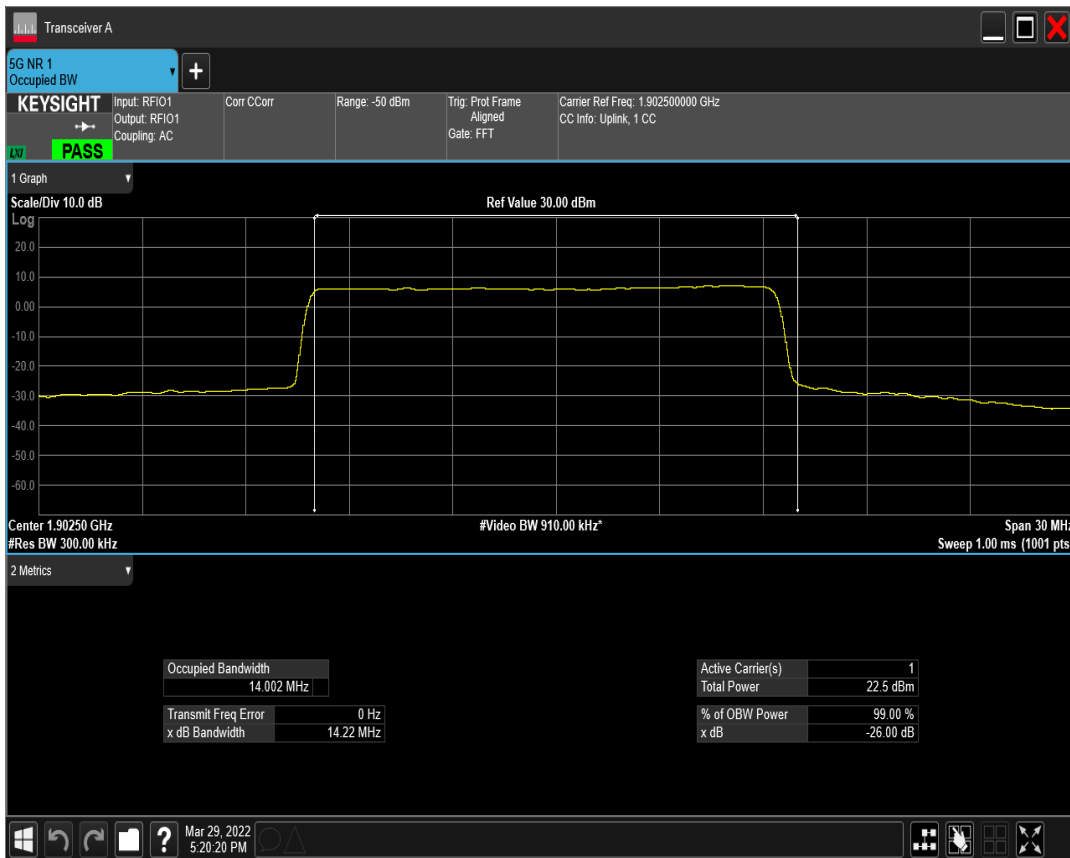 Transceiver A
5G NR 1
Occupied BW
+
KEYSIGHT
LXI
PASS
Input: RFIO1
Output: RFIO1
Coupling: AC
Corr CCorr
Range: -50 dBm
Trig: Prot Frame
Aligned
Gate: FFT
Carrier Ref Freq: 1.902500000 GHz
CC Info: Uplink, 1 CC
1 Graph
Scale/Div 10.0 dB
Ref Value 30.00 dBm
Log
20.0
10.0
0.00
-10.0
-20.0
-30.0
-40.0
-50.0
-60.0
Center 1.90250 GHz
#Video BW 910.00 kHz*
Span 30 MHz
#Res BW 300.00 kHz
Sweep 1.00 ms (1001 pts
2 Metrics
Occupied Bandwidth
14.002 MHz
Transmit Freq Error 0 Hz
x dB Bandwidth 14.22 MHz
Active Carrier(s) 1
Total Power 22.5 dBm
% of OBW Power 99.00 %
x dB -26.00 dB
?
Mar 29, 2022
5:20:20 PM